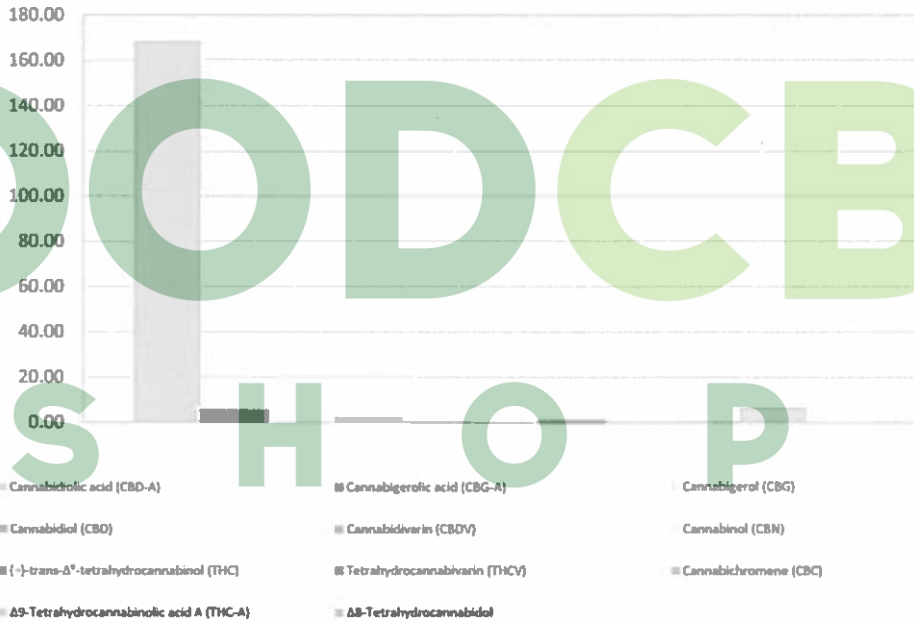 180.00
160.00
140.00
120.00
100.00
80.00
60.00
40.00
20.00
0.00
OODCB
SHOP
Cannabidiolic acid (CBD-A) Cannabigerolic acid (CBG-A) Cannabigerol (CBG)
Cannabidiol (CBD) Cannabidivarin (CBDV) Cannabinol (CBN)
(-)-trans-Δ⁹-tetrahydrocannabinol (THC) Tetrahydrocannabivarin (THCV) Cannabichromene (CBC)
Δ9-Tetrahydrocannabinolic acid A (THC-A) Δ8-Tetrahydrocannabidol